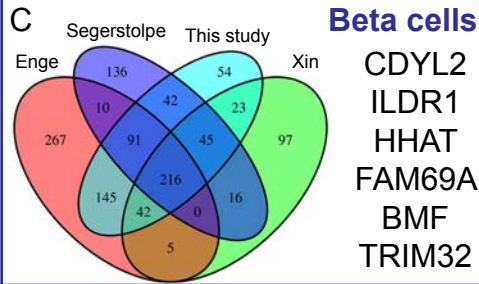 C
Segerstolpe
This study
Enge
Xin
136
54
10
42
23
267
91
45
97
216
145
42
0
16
5
Beta cells
CDYL2
ILDR1
HHAT
FAM69A
BMF
TRIM32